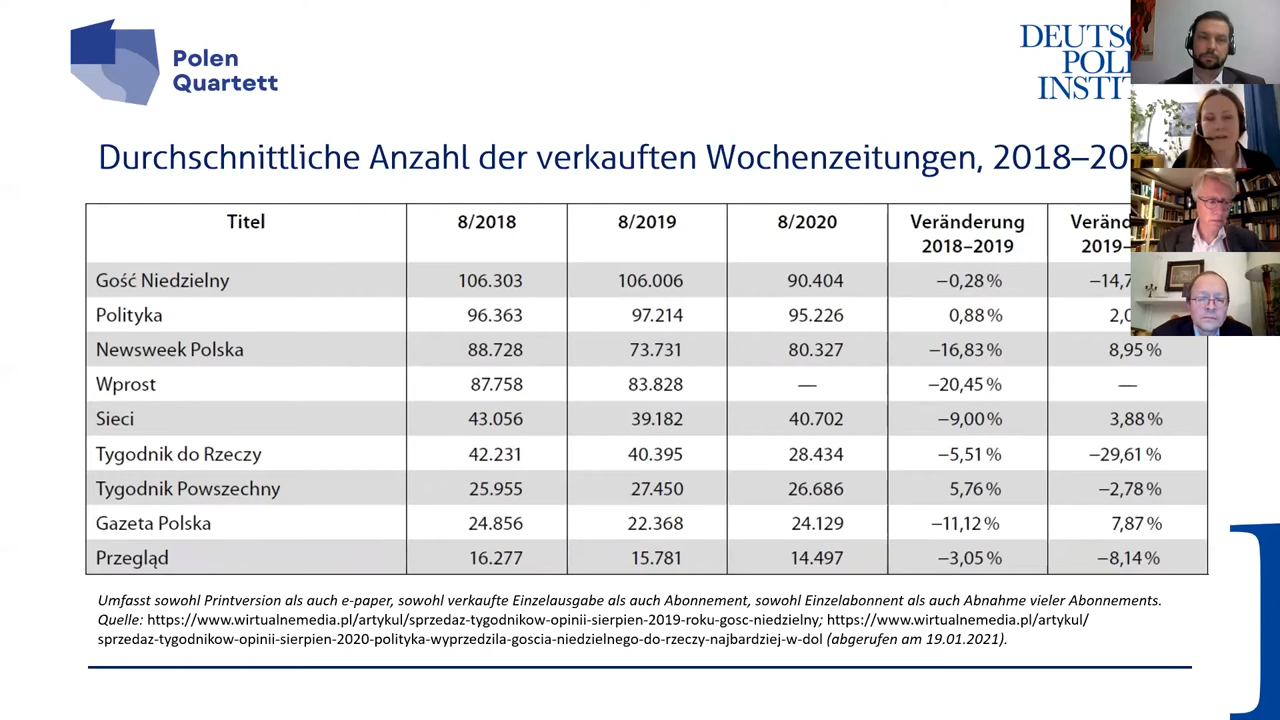 Polen
Quartett
DEUTSC
POL
INSTI
Durchschnittliche Anzahl der verkauften Wochenzeitungen, 2018–20
Titel 8/2018 8/2019 8/2020 Veränderung 2018–2019 Veränd 2019–
Gość Niedzielny 106.303 106.006 90.404 −0,28 % −14,7
Polityka 96.363 97.214 95.226 0,88 % 2,0
Newsweek Polska 88.728 73.731 80.327 −16,83 % 8,95 %
Wprost 87.758 83.828 — −20,45 % —
Sieci 43.056 39.182 40.702 −9,00 % 3,88 %
Tygodnik do Rzeczy 42.231 40.395 28.434 −5,51 % −29,61 %
Tygodnik Powszechny 25.955 27.450 26.686 5,76 % −2,78 %
Gazeta Polska 24.856 22.368 24.129 −11,12 % 7,87 %
Przegląd 16.277 15.781 14.497 −3,05 % −8,14 %
Umfasst sowohl Printversion als auch e-paper, sowohl verkaufte Einzelausgabe als auch Abonnement, sowohl Einzelabonnent als auch Abnahme vieler Abonnements.
Quelle: https://www.wirtualnemedia.pl/artykul/sprzedaz-tygodnikow-opinii-sierpien-2019-roku-gosc-niedzielny; https://www.wirtualnemedia.pl/artykul/
sprzedaz-tygodnikow-opinii-sierpien-2020-polityka-wyprzedzila-goscia-niedzielnego-do-rzeczy-najbardziej-w-dol (abgerufen am 19.01.2021).